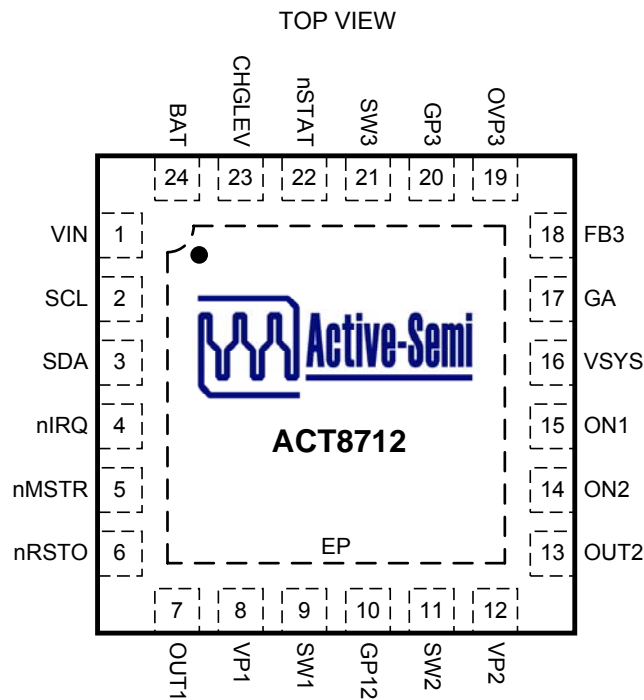 TOP VIEW
BAT
CHGLEV
nSTAT
SW3
GP3
OVP3
24
23
22
21
20
19
VIN 1
SCL 2
SDA 3
nIRQ 4
nMSTR 5
nRSTO 6
18 FB3
17 GA
16 VSYS
15 ON1
14 ON2
13 OUT2
Active-Semi
ACT8712
EP
7
8
9
10
11
12
OUT1
VP1
SW1
GP12
SW2
VP2